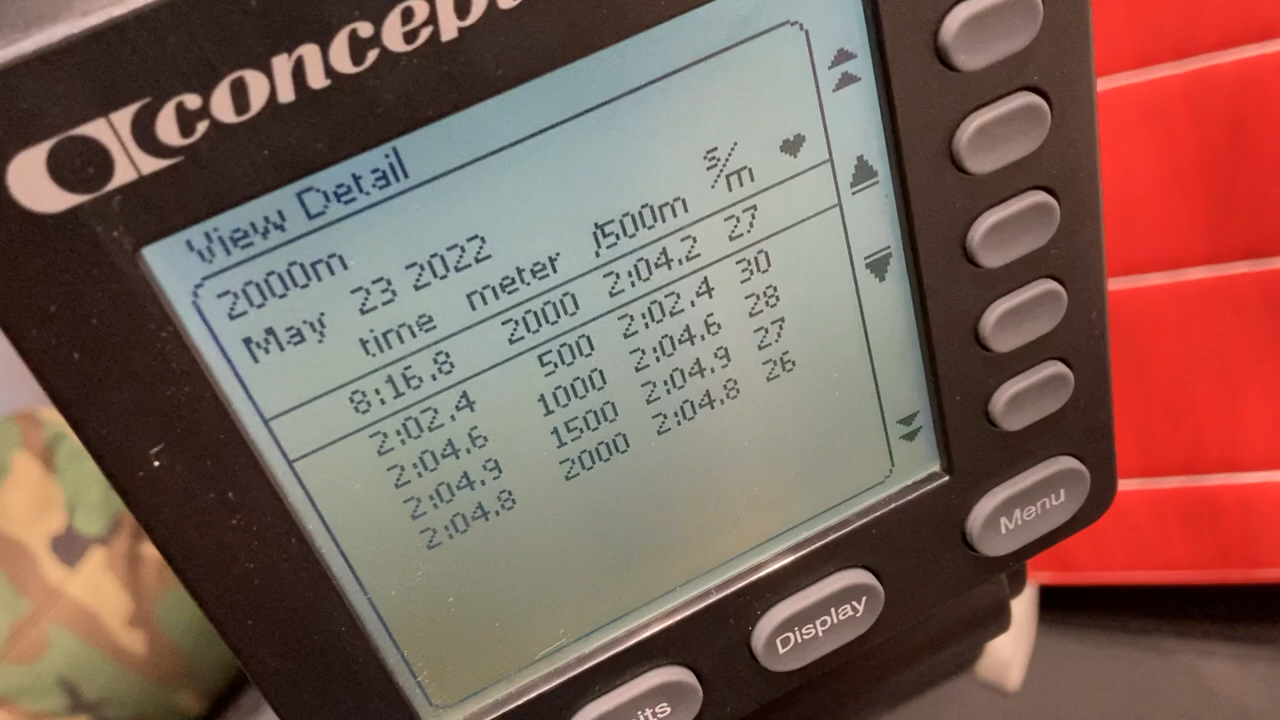 concept
View Detail
2000m
May 23 2022
time meter /500m s/m
8:16.8 2000 2:04.2 27
2:02.4 500 2:02.4 30
2:04.6 1000 2:04.6 28
2:04.9 1500 2:04.9 27
2:04.8 2000 2:04.8 26
Menu
Display